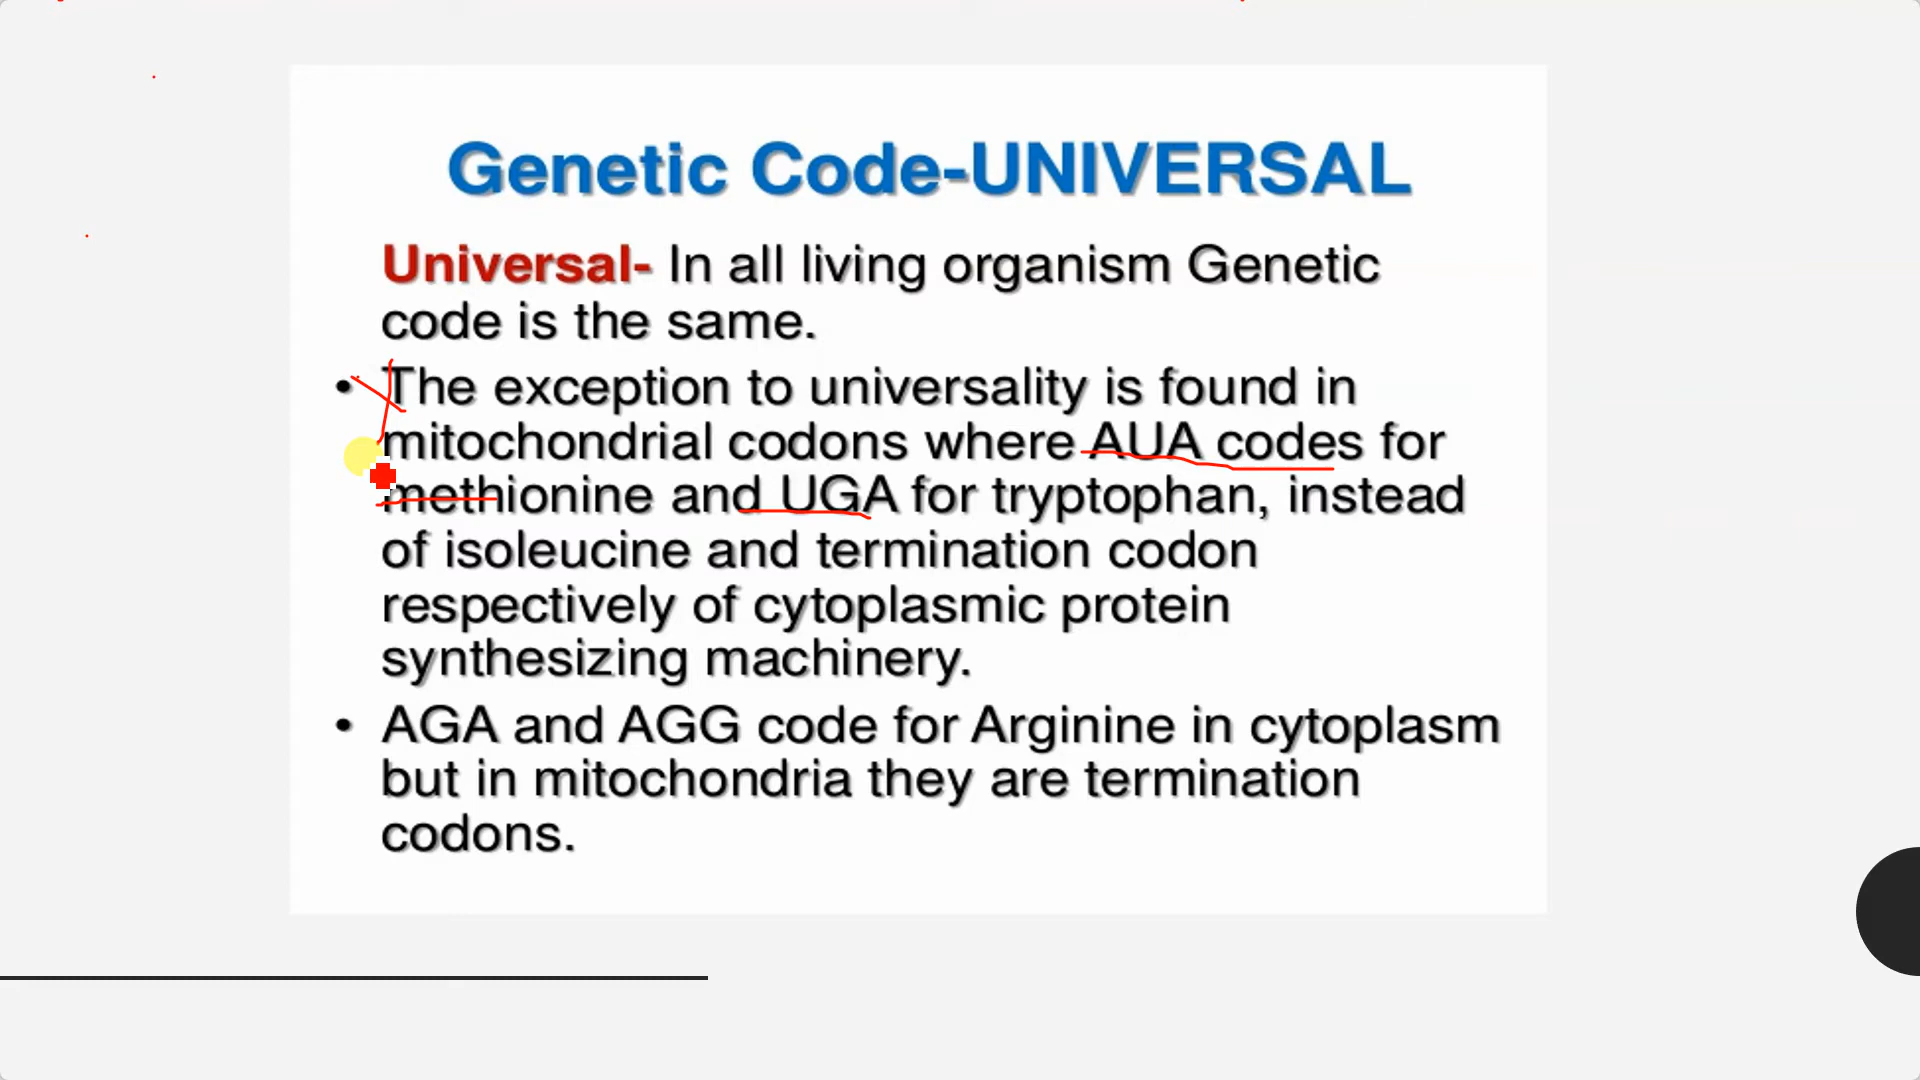 Genetic Code-UNIVERSAL
Universal- In all living organism Genetic
code is the same.
• The exception to universality is found in
mitochondrial codons where AUA codes for
methionine and UGA for tryptophan, instead
of isoleucine and termination codon
respectively of cytoplasmic protein
synthesizing machinery.
• AGA and AGG code for Arginine in cytoplasm
but in mitochondria they are termination
codons.